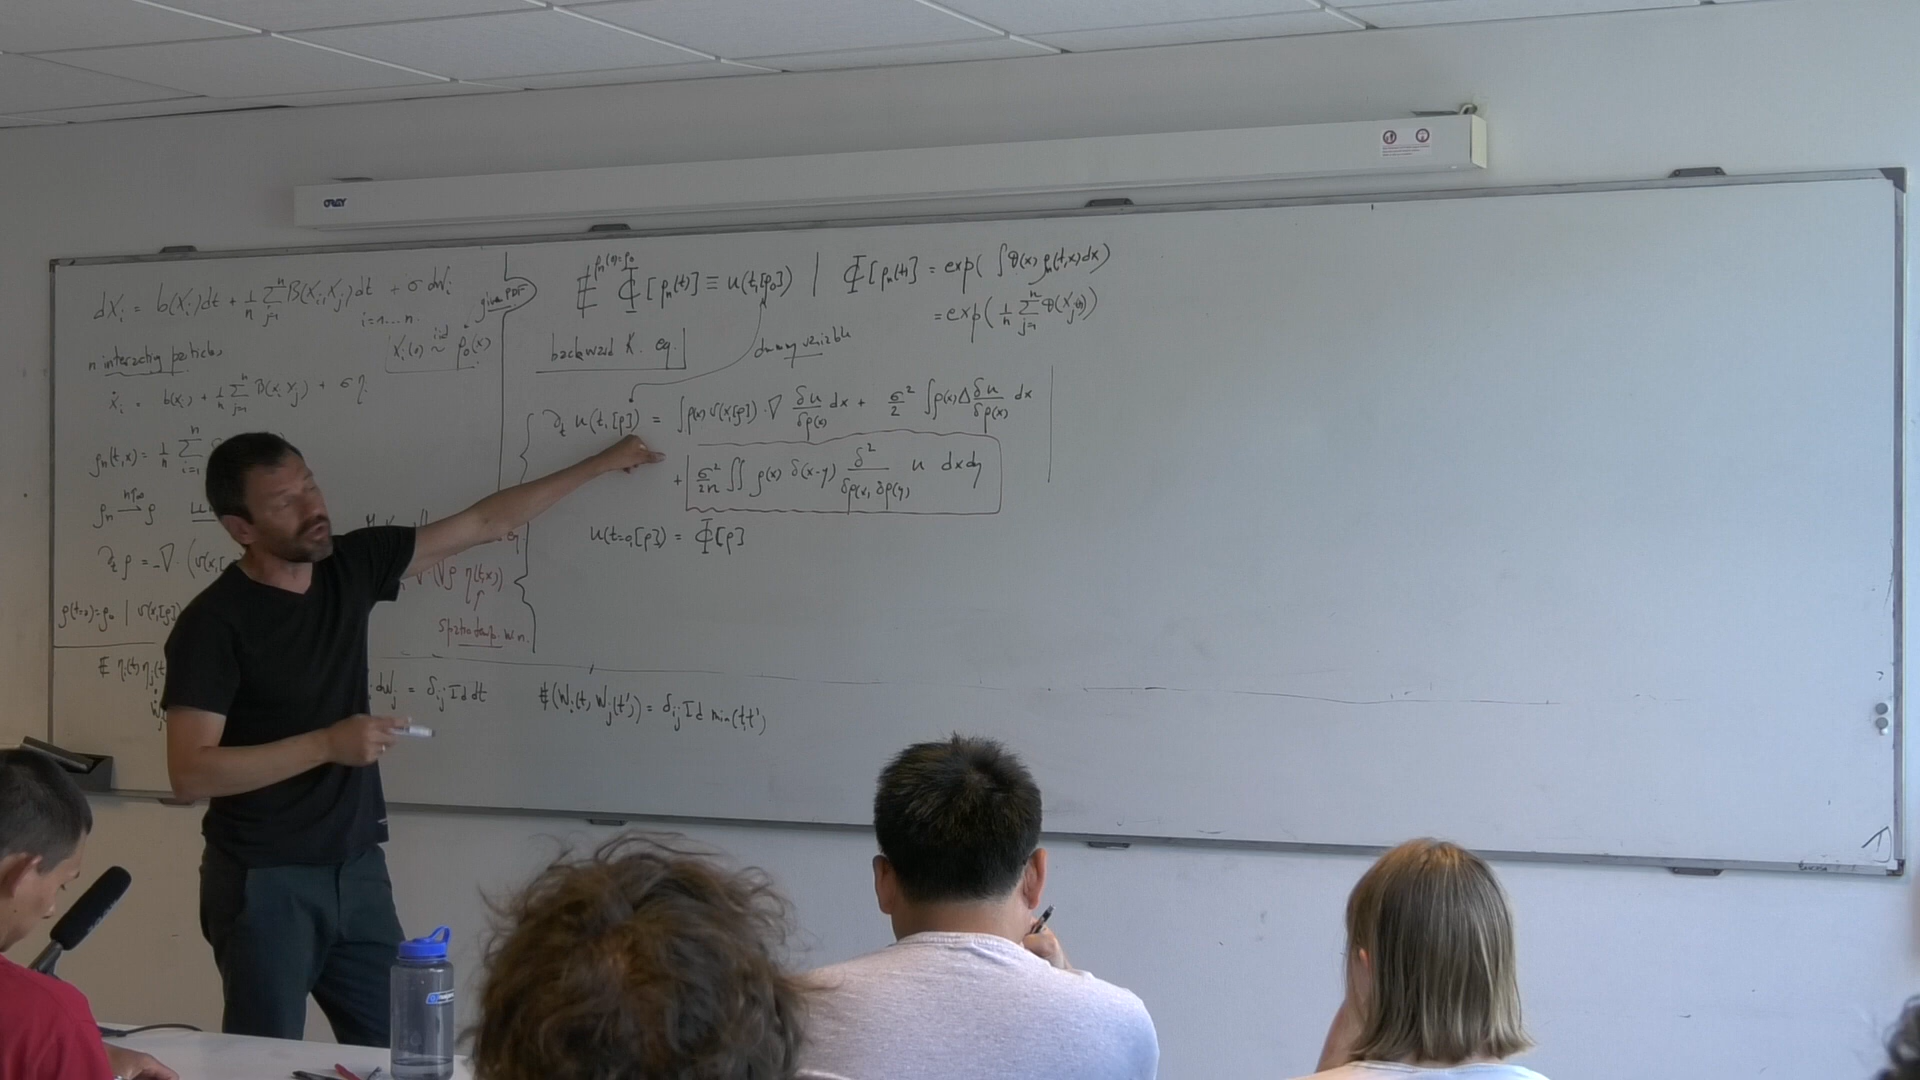 dX_i = b(X_i)dt + 1/n Σ_{j=1}^n B(X_i, X_j)dt + σ dW_i
i=1...n.
given PDF
n interacting particles
X_i(0) ~ iid ρ_0(x)
Ẋ_i = b(x_i) + 1/n Σ_{j=1}^n B(x_i, x_j) + σ η_i
ρ_n(t,x) = 1/n Σ_{i=1}^n
ρ_n → ρ
∂_t ρ = -∇·(v(x,[
ρ(t=0)=ρ_0 | v(x,[ρ])
∇·(√ρ η(t,x))
spatio temp. w.n.
E η_i(t) η_j(t
dW_j = δ_ij Id dt
E(W_i(t) W_j(t')) = δ_ij Id min(t,t')
E^{ρ_n(0)=ρ_0} Φ[ρ_n(t)] ≡ u(t,[ρ_0]) | Φ[ρ_n(t)] = exp(∫Θ(x) ρ_n(t,x)dx)
= exp(1/n Σ_{j=1}^n Θ(X_j(t)))
backward K. eq.
dummy variable
∂_t u(t,[ρ]) = ∫ρ(x) v(x,[ρ])·∇ δu/δρ(x) dx + σ²/2 ∫ρ(x)Δ δu/δρ(x) dx
+ σ²/2n ∬ ρ(x) δ(x-y) δ²/δρ(x) δρ(y) u dxdy
u(t=0,[ρ]) = Φ[ρ]
ORAY